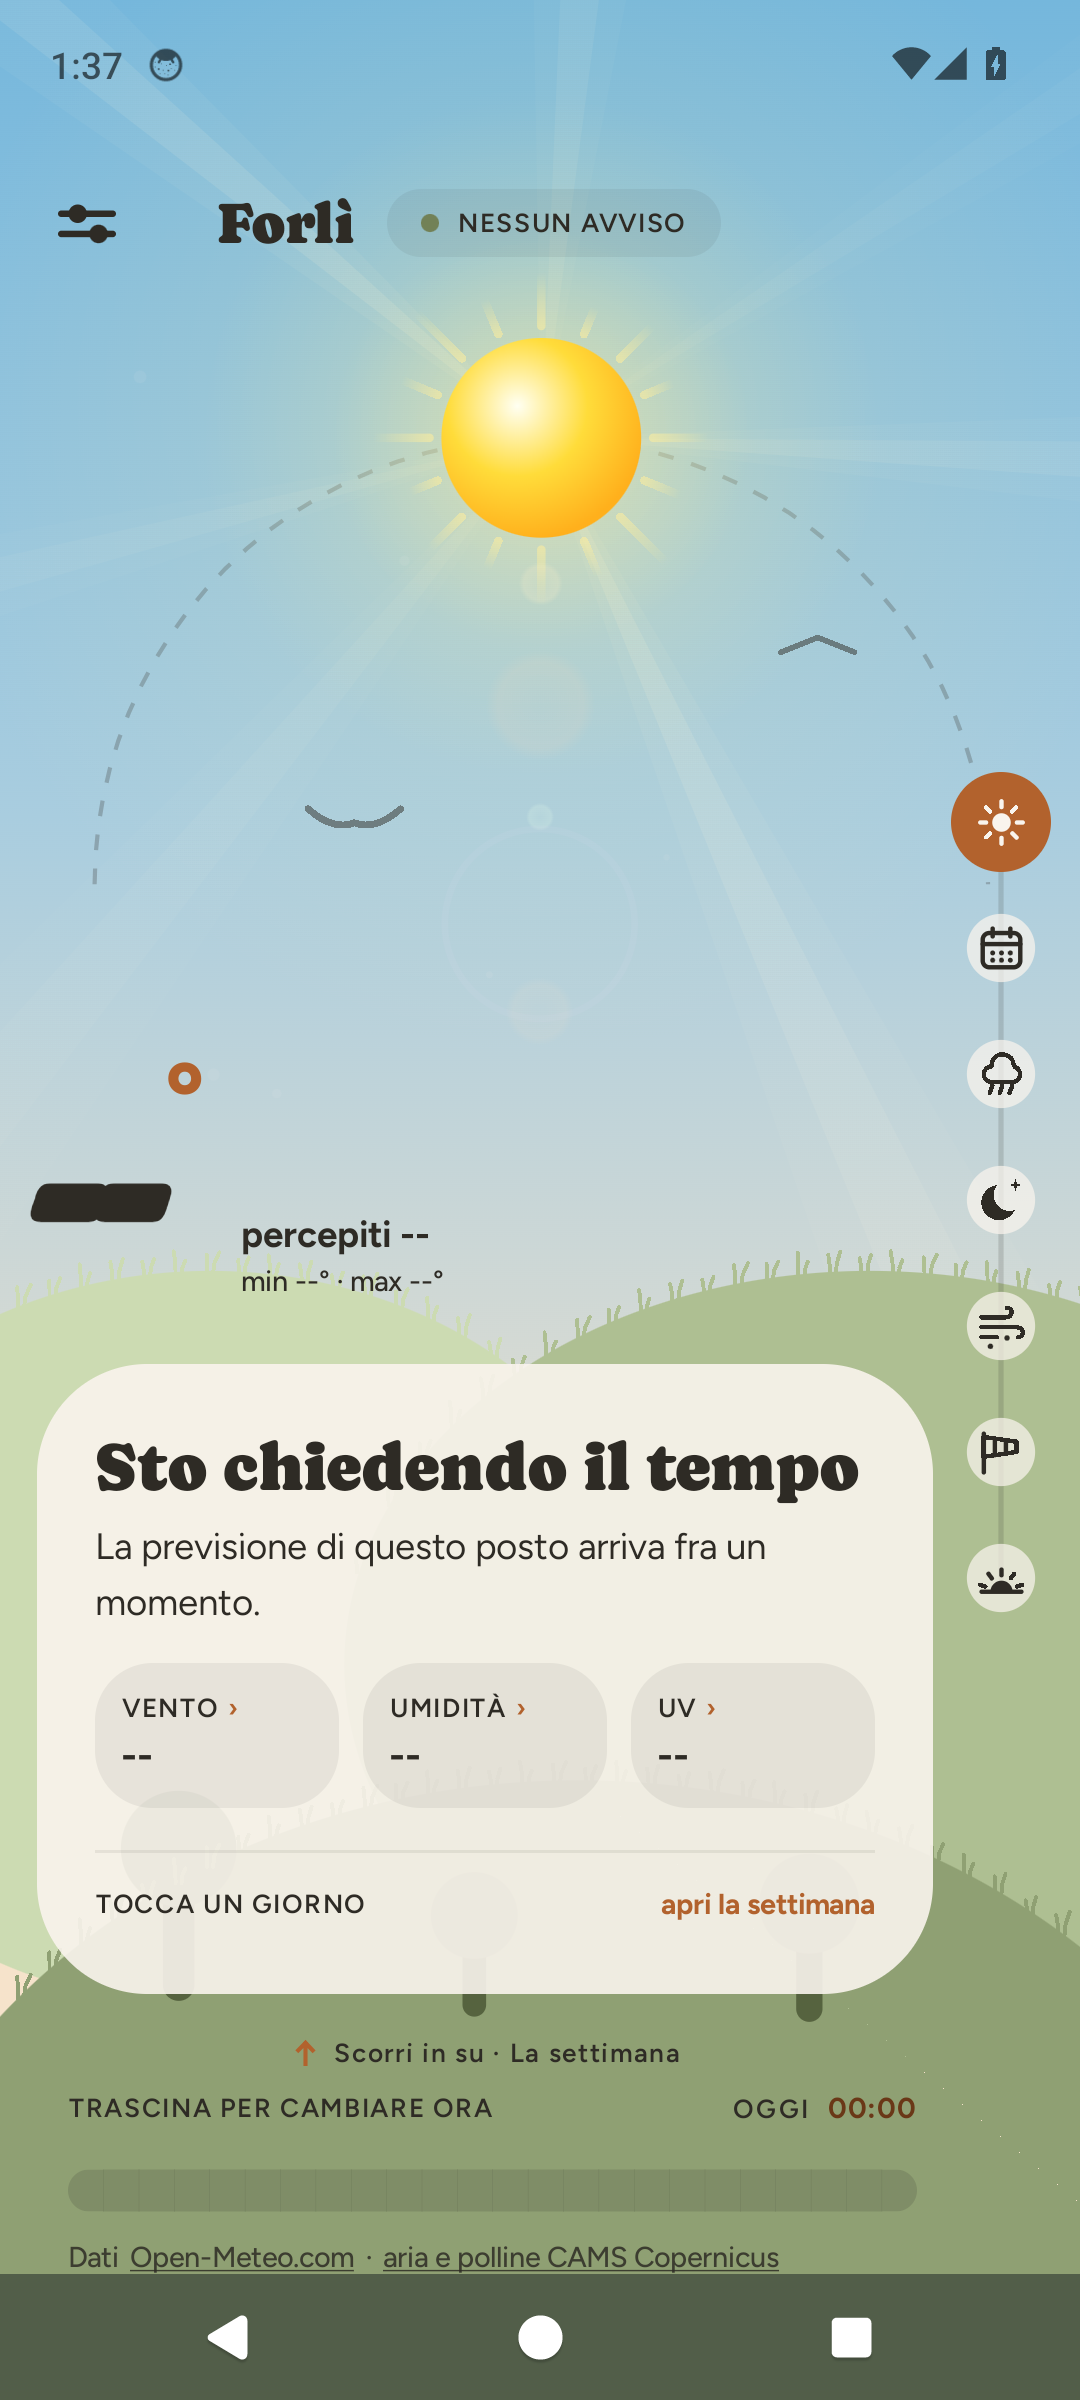 1:37
Forlì
NESSUN AVVISO
percepiti --
min --° · max --°
Sto chiedendo il tempo
La previsione di questo posto arriva fra un
momento.
VENTO ›
--
UMIDITÀ ›
--
UV ›
--
TOCCA UN GIORNO
apri la settimana
↑ Scorri in su · La settimana
TRASCINA PER CAMBIARE ORA
OGGI 00:00
Dati Open-Meteo.com · aria e polline CAMS Copernicus